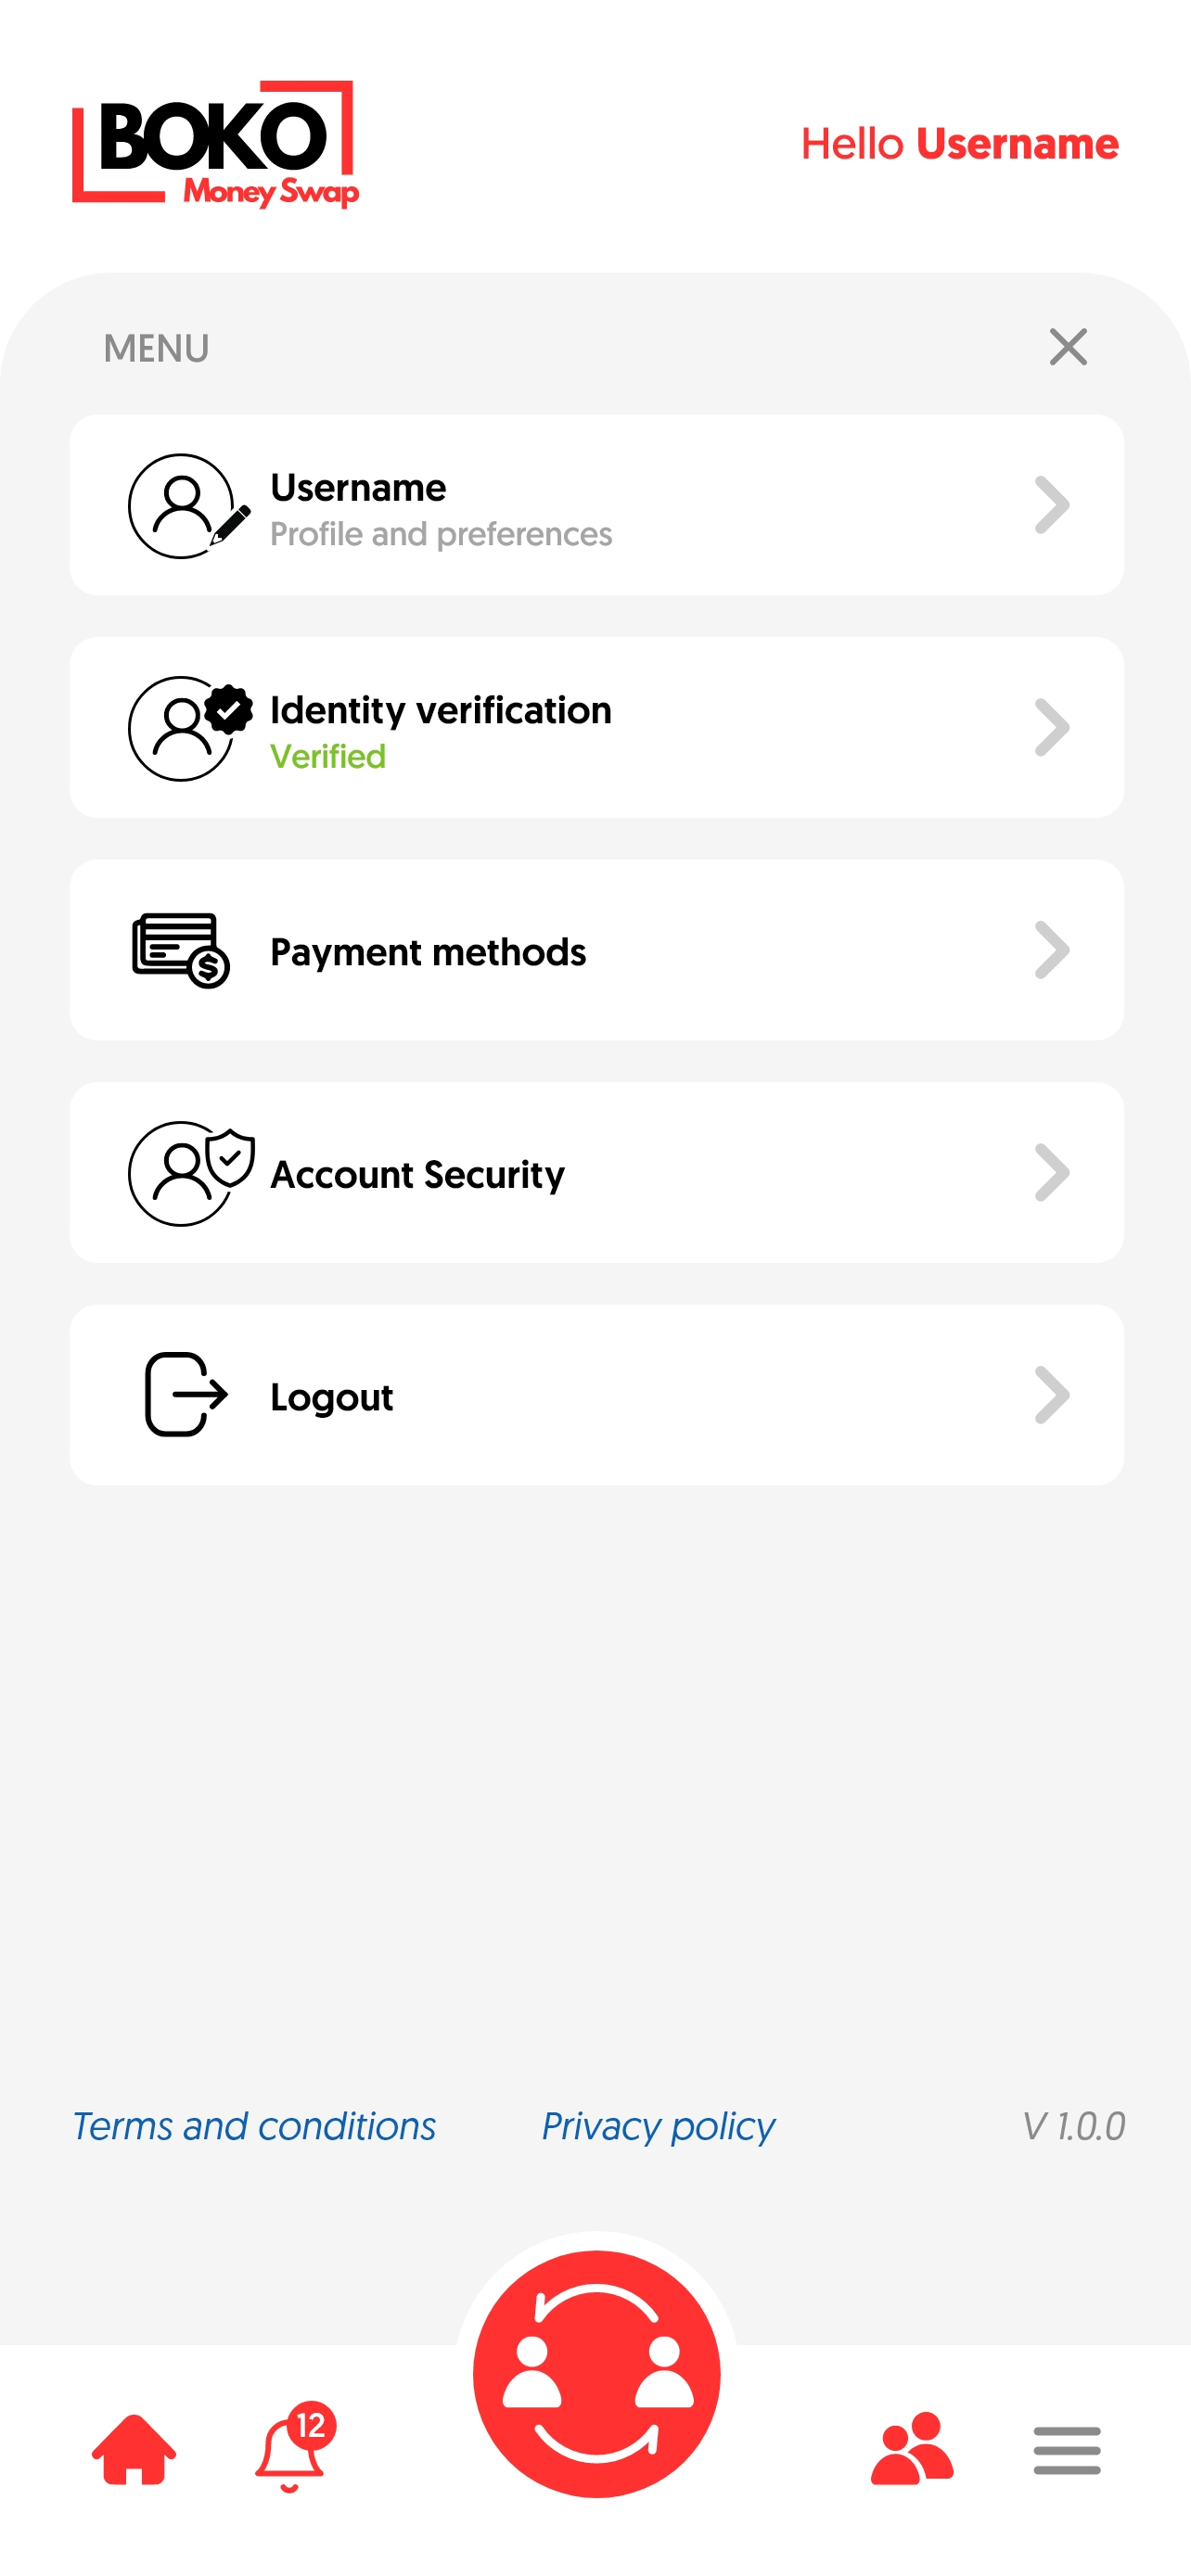 BOKO
Money Swap
Hello Username
MENU
Username
Profile and preferences
Identity verification
Verified
Payment methods
Account Security
Logout
Terms and conditions
Privacy policy
V 1.0.0
12